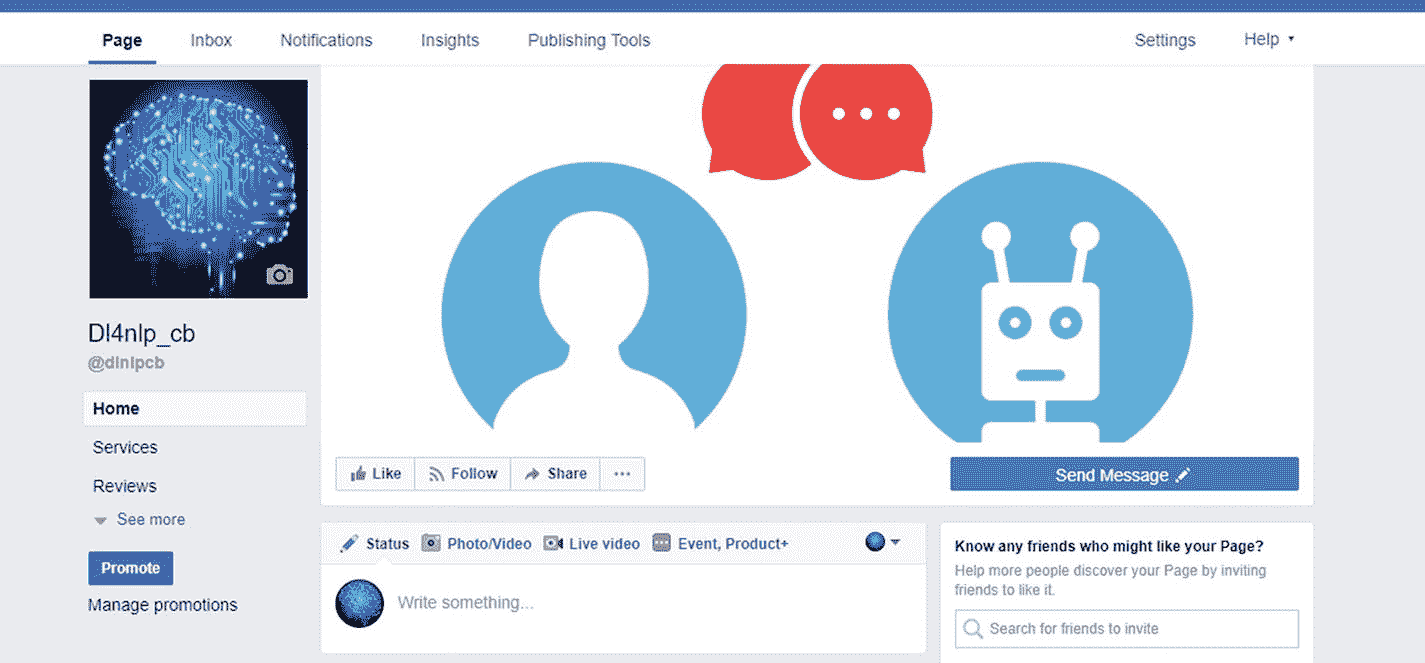 Page Inbox Notifications Insights Publishing Tools Settings Help
Dl4nlp_cb
@dlnlpcb
Home
Services
Reviews
See more
Promote
Manage promotions
Like Follow Share ... Send Message
Status Photo/Video Live video Event, Product+
Write something...
Know any friends who might like your Page?
Help more people discover your Page by inviting
friends to like it.
Search for friends to invite